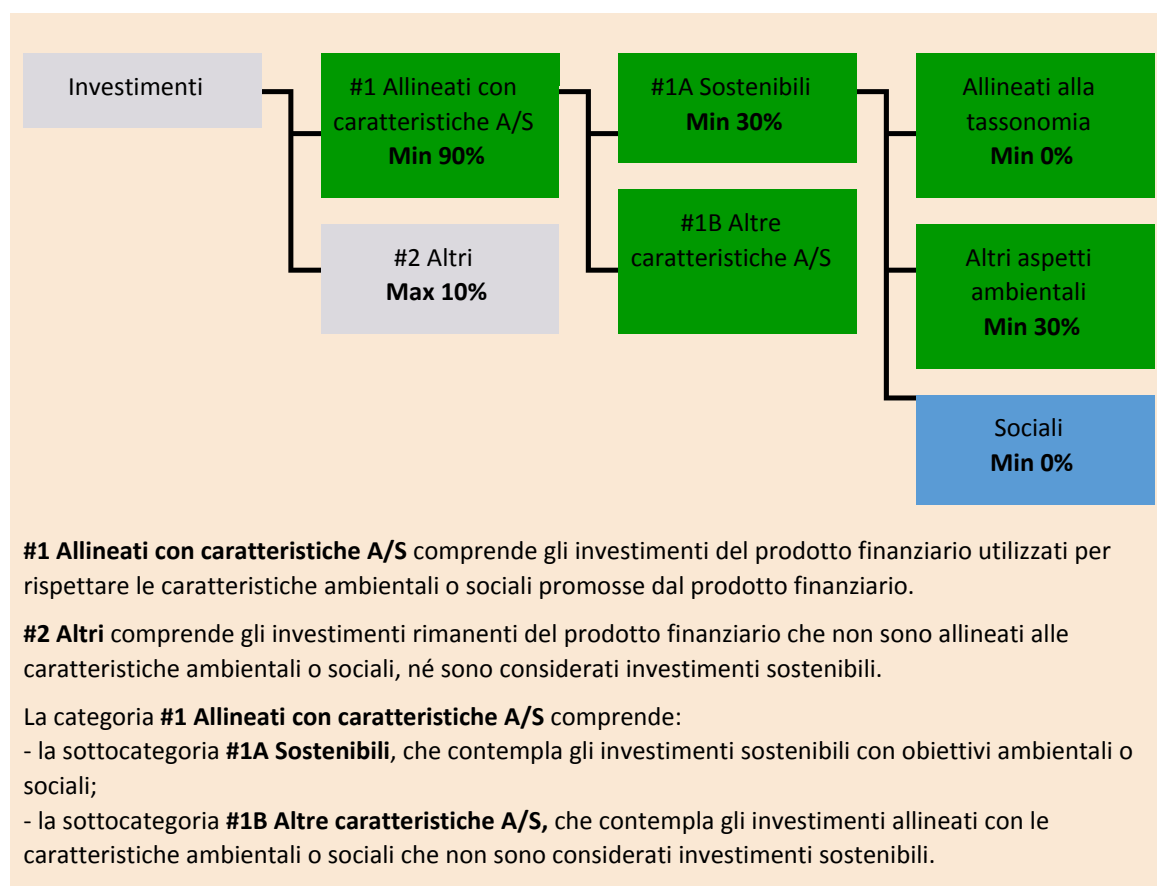 Investimenti
#1 Allineati con
caratteristiche A/S
Min 90%
#2 Altri
Max 10%
#1A Sostenibili
Min 30%
#1B Altre
caratteristiche A/S
Allineati alla
tassonomia
Min 0%
Altri aspetti
ambientali
Min 30%
Sociali
Min 0%
#1 Allineati con caratteristiche A/S comprende gli investimenti del prodotto finanziario utilizzati per
rispettare le caratteristiche ambientali o sociali promosse dal prodotto finanziario.
#2 Altri comprende gli investimenti rimanenti del prodotto finanziario che non sono allineati alle
caratteristiche ambientali o sociali, né sono considerati investimenti sostenibili.
La categoria #1 Allineati con caratteristiche A/S comprende:
- la sottocategoria #1A Sostenibili, che contempla gli investimenti sostenibili con obiettivi ambientali o
sociali;
- la sottocategoria #1B Altre caratteristiche A/S, che contempla gli investimenti allineati con le
caratteristiche ambientali o sociali che non sono considerati investimenti sostenibili.